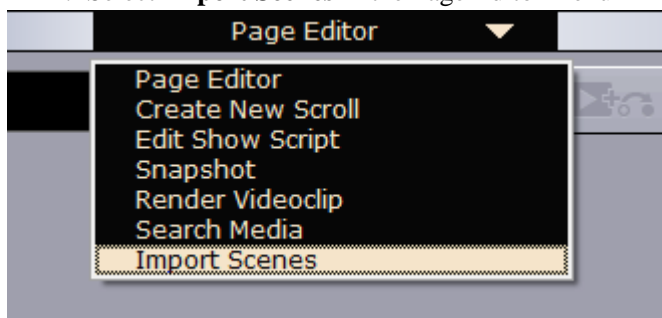 Page Editor
Page Editor
Create New Scroll
Edit Show Script
Snapshot
Render Videoclip
Search Media
Import Scenes